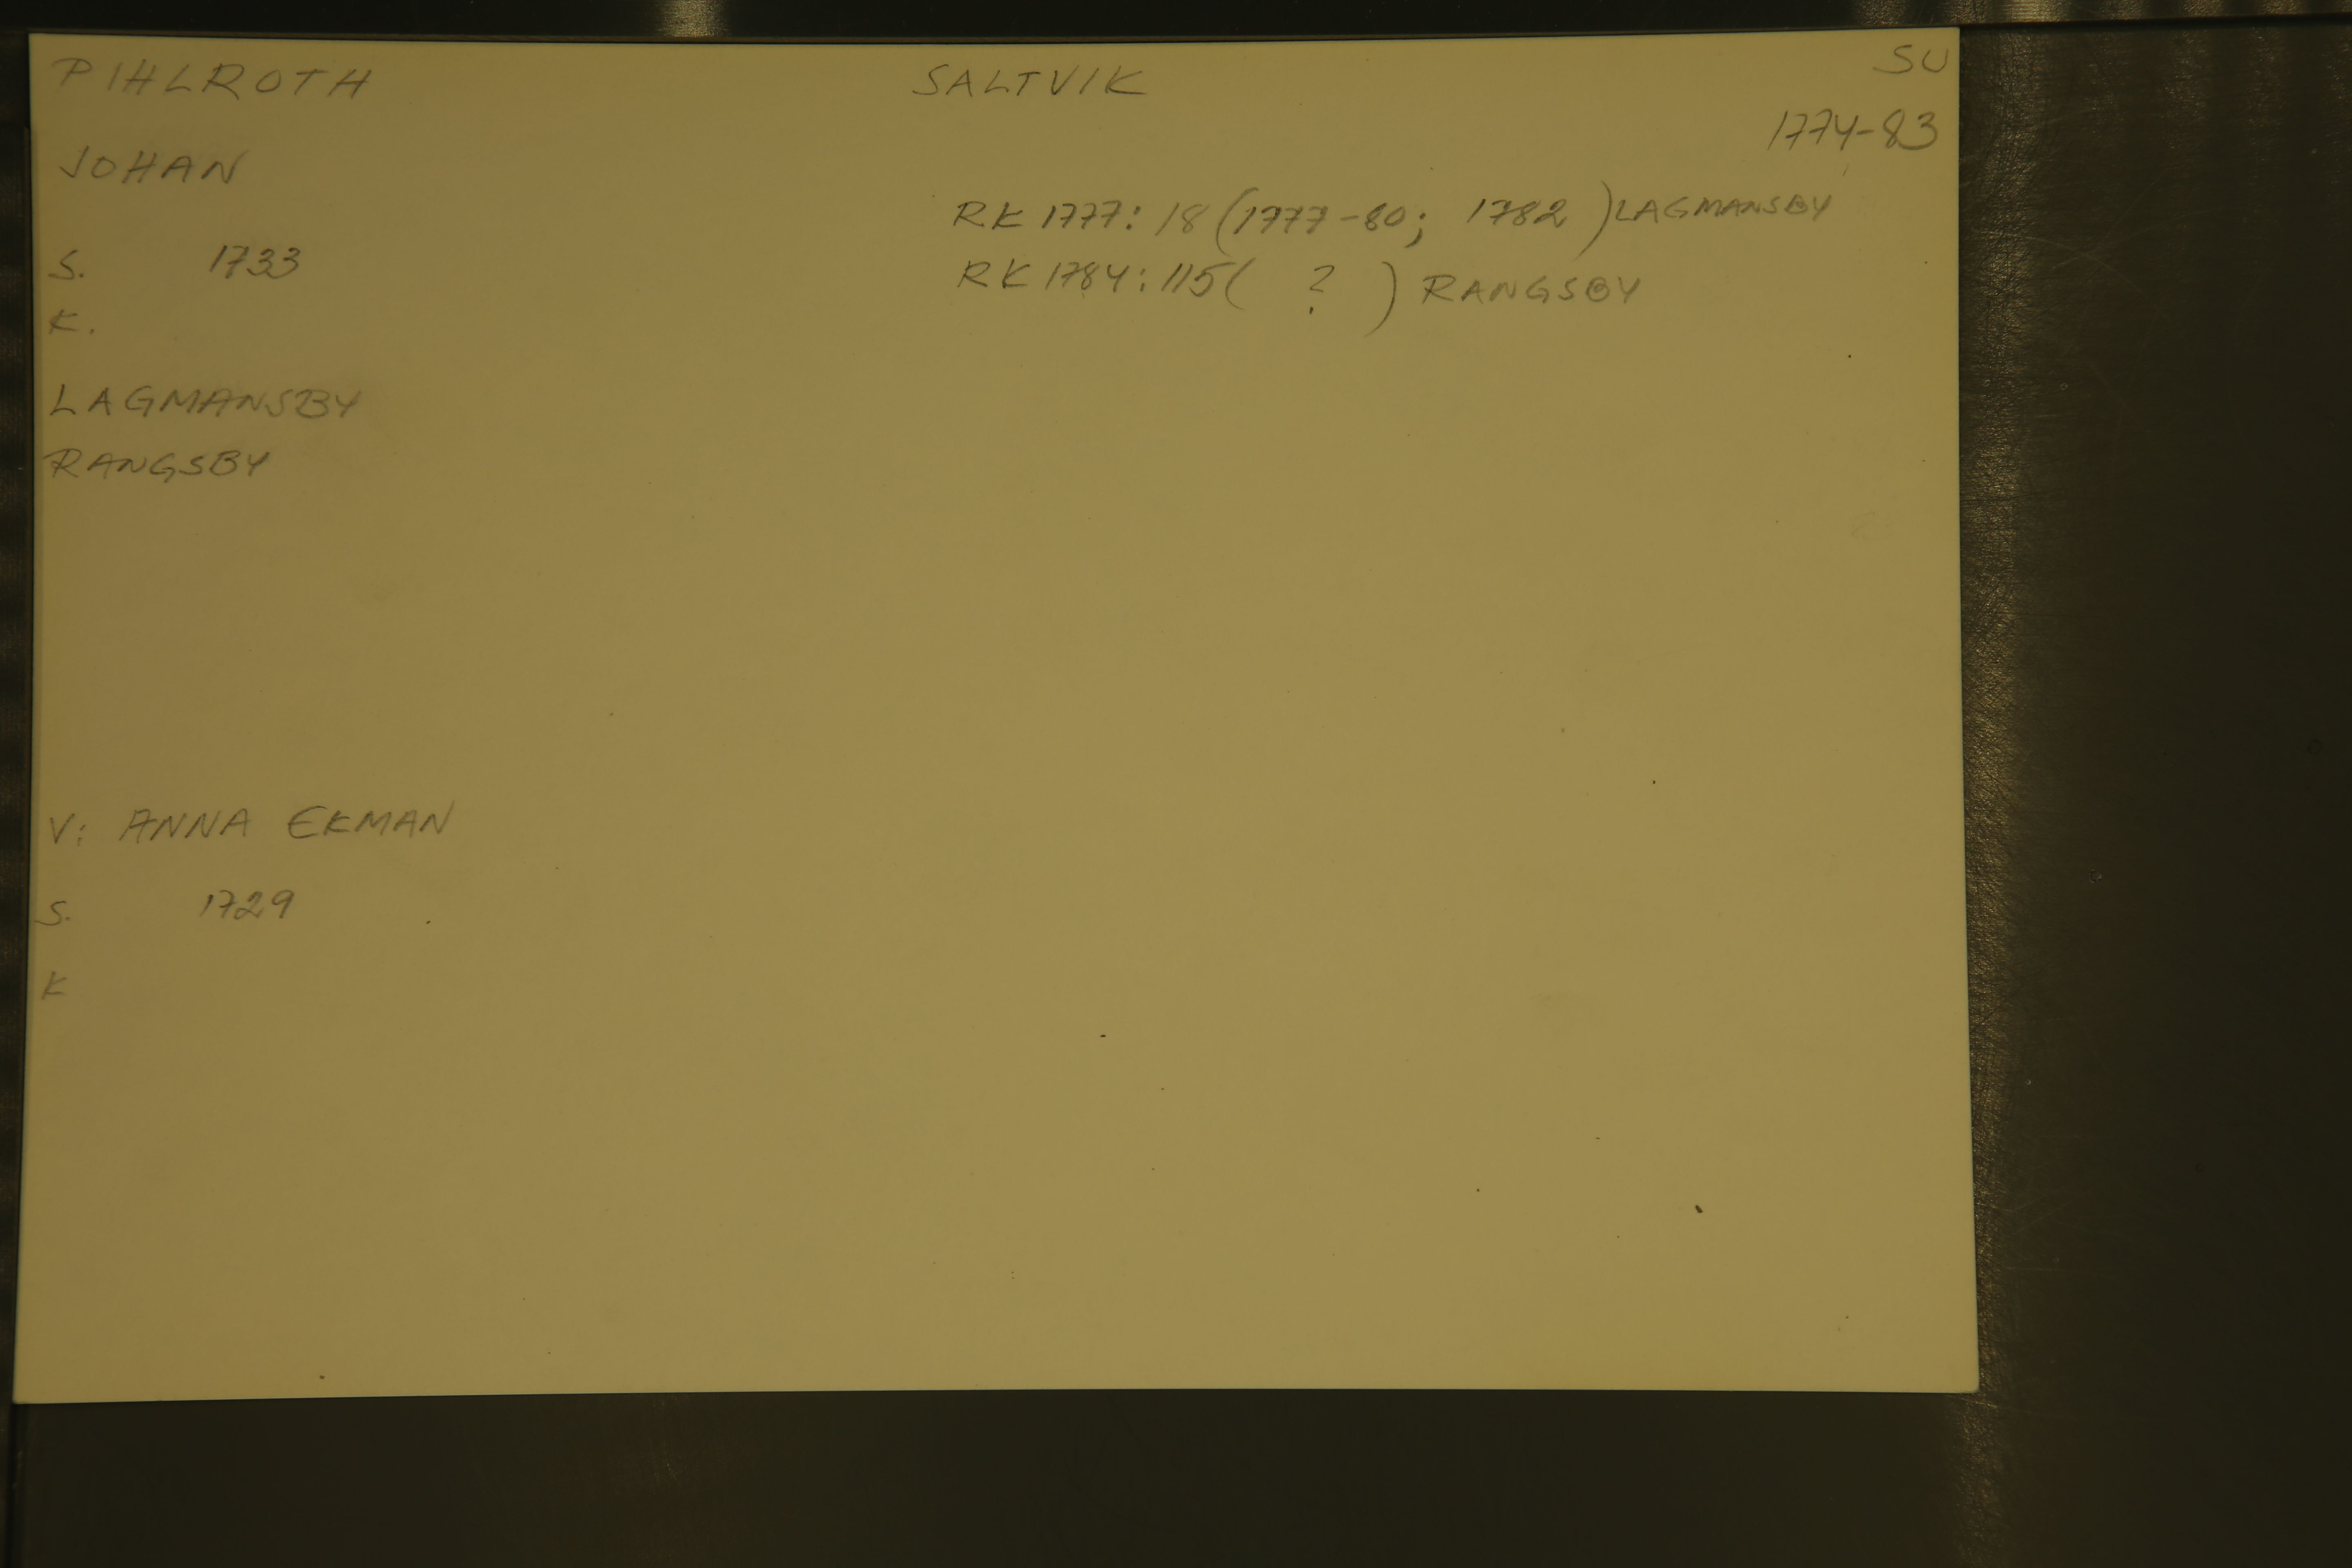 PIHLROTH SALTVIK SU
1774-83
JOHAN
RK 1777: 18 (1777-80; 1782 ) LAGMANSBY
S. 1733
RK 1784: 115 ( ? ) RANGSBY
K.
LAGMANSBY
RANGSBY
V: ANNA EKMAN
S. 1729
K